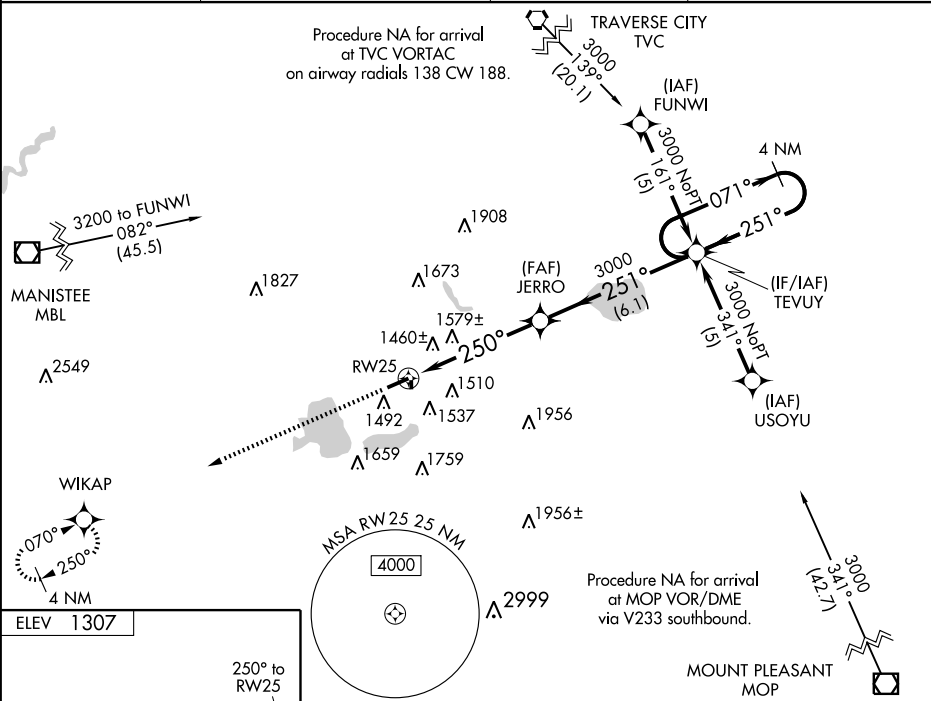 Procedure NA for arrival
at TVC VORTAC
on airway radials 138 CW 188.
TRAVERSE CITY
TVC
3000
139°
(20.1)
(IAF)
FUNWI
3000 NoPT
161°
(5)
4 NM
071°
251°
3200 to FUNWI
082°
(45.5)
MANISTEE
MBL
1908
1827
1673
(FAF)
JERRO
3000
251°
(6.1)
(IF/IAF)
TEVUY
3000 NoPT
341°
(5)
(IAF)
USOYU
1579±
1460±
250°
RW25
2549
1510
1492
1537
1956
1659
1759
WIKAP
070°
250°
4 NM
1956±
MSA RW25 25 NM
4000
2999
Procedure NA for arrival
at MOP VOR/DME
via V233 southbound.
3000
341°
(42.7)
MOUNT PLEASANT
MOP
ELEV 1307
250° to
RW25